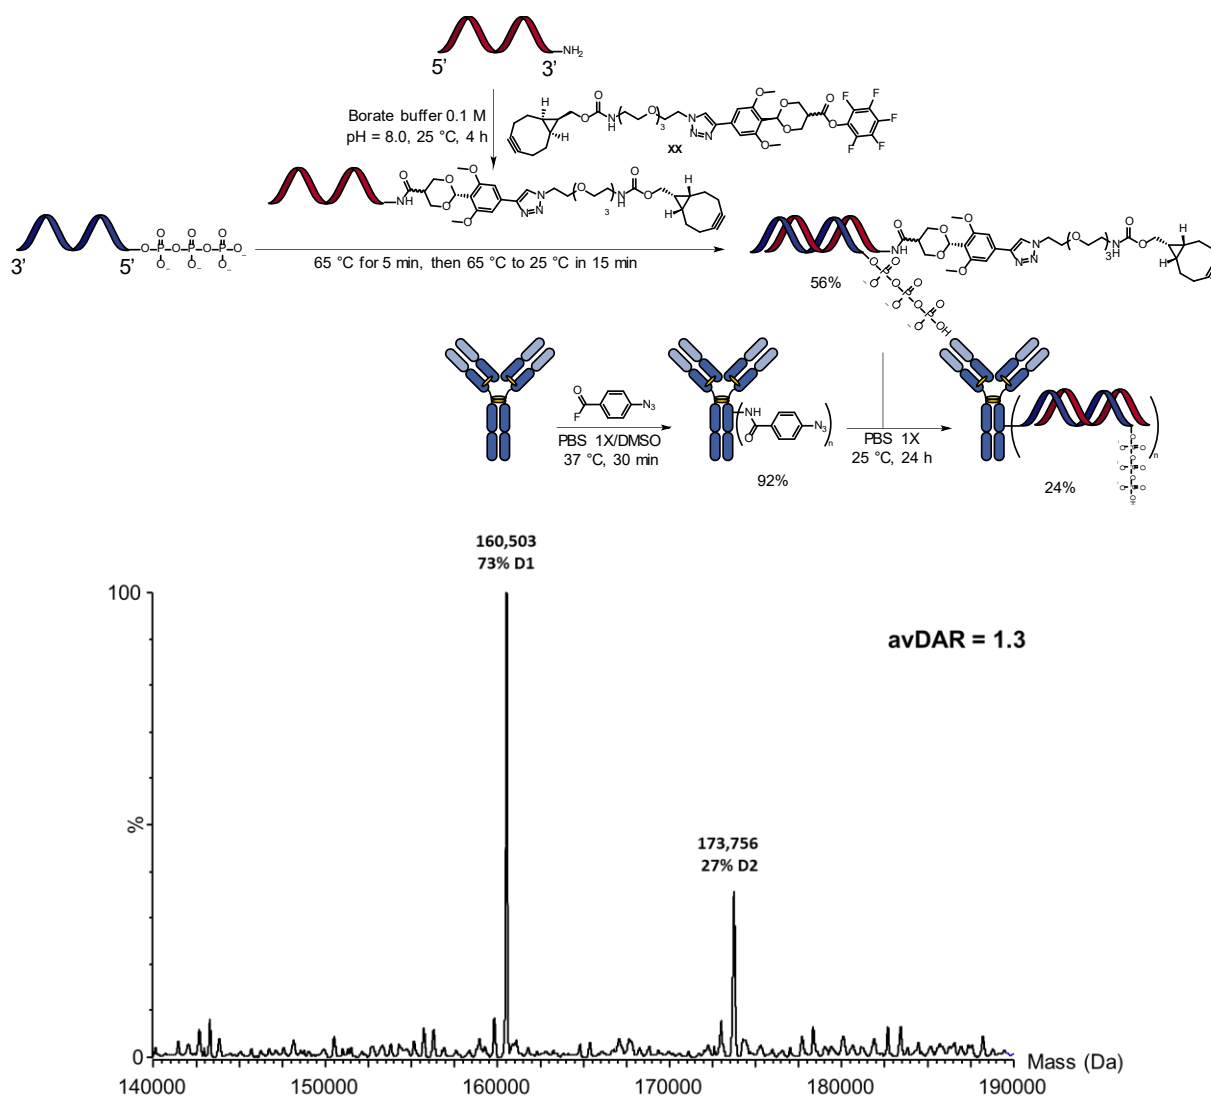 5’ 3’ NH2
Borate buffer 0.1 M
pH = 8.0, 25 °C, 4 h
xx
3’ 5’
65 °C for 5 min, then 65 °C to 25 °C in 15 min
56%
PBS 1X/DMSO
37 °C, 30 min
92%
PBS 1X
25 °C, 24 h
24%
160,503
73% D1
100
avDAR = 1.3
173,756
27% D2
%
0
Mass (Da)
140000 150000 160000 170000 180000 190000